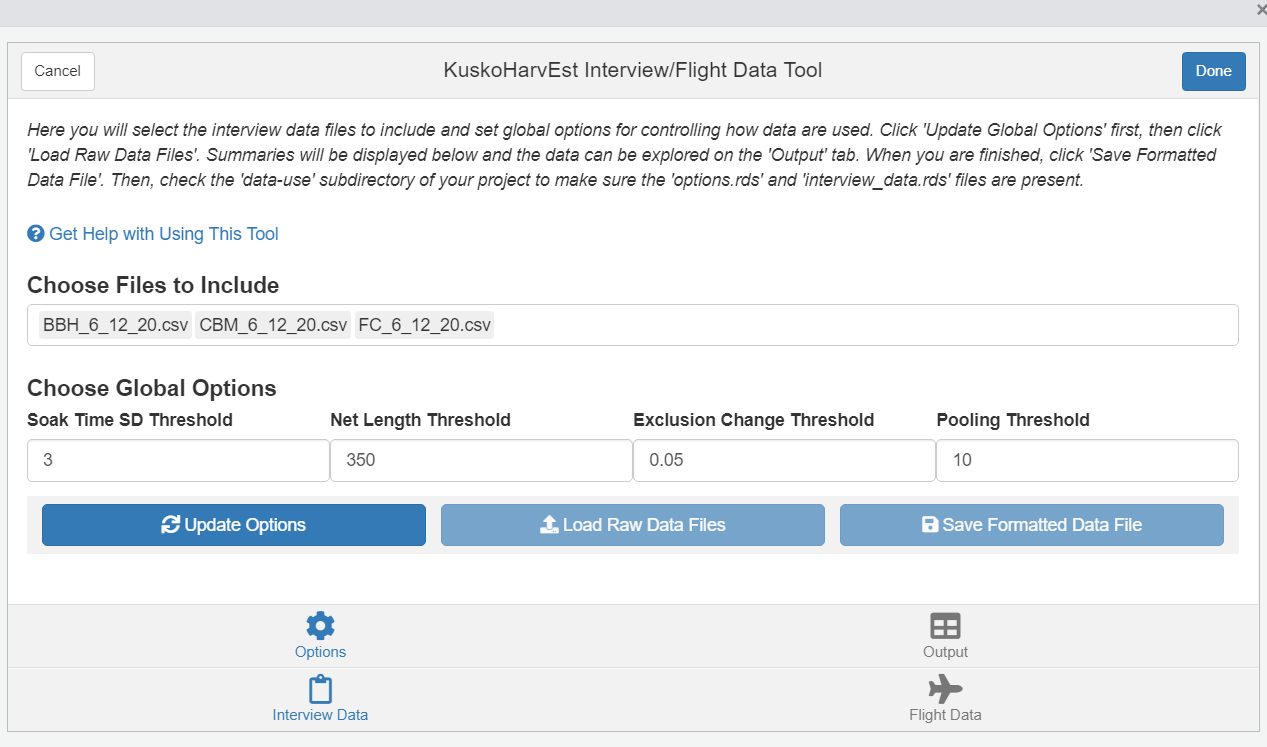 Cancel
KuskoHarvEst Interview/Flight Data Tool
Done
Here you will select the interview data files to include and set global options for controlling how data are used. Click 'Update Global Options' first, then click
'Load Raw Data Files'. Summaries will be displayed below and the data can be explored on the 'Output' tab. When you are finished, click 'Save Formatted
Data File'. Then, check the 'data-use' subdirectory of your project to make sure the 'options.rds' and 'interview_data.rds' files are present.
Get Help with Using This Tool
Choose Files to Include
BBH_6_12_20.csv CBM_6_12_20.csv FC_6_12_20.csv
Choose Global Options
Soak Time SD Threshold Net Length Threshold Exclusion Change Threshold Pooling Threshold
3 350 0.05 10
Update Options Load Raw Data Files Save Formatted Data File
Options Output
Interview Data Flight Data